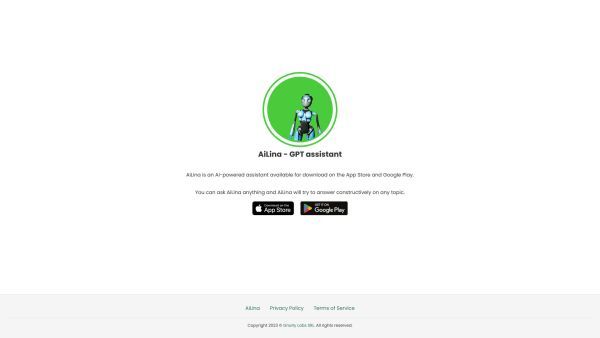 AiLina - GPT assistant
AiLina is an AI-powered assistant available for download on the App Store and Google Play.
You can ask AiLina anything and AiLina will try to answer constructively on any topic.
Download on the
App Store
GET IT ON
Google Play
AiLina Privacy Policy Terms of Service
Copyright 2023 © Gnurly Labs SRL. All rights reserved.